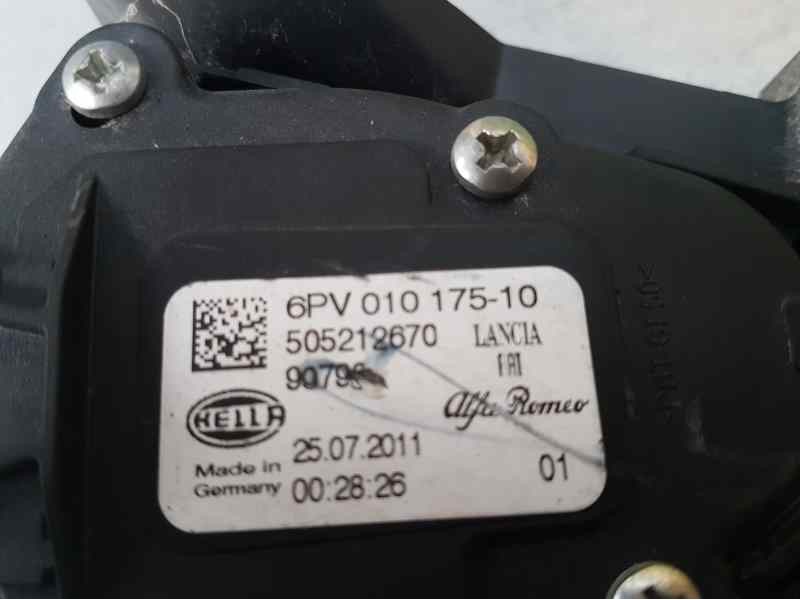 6PV 010 175-10
505212670
LANCIA
FIAT
HELLA
Alfa Romeo
25.07.2011
Made in
Germany
00:28:26
01